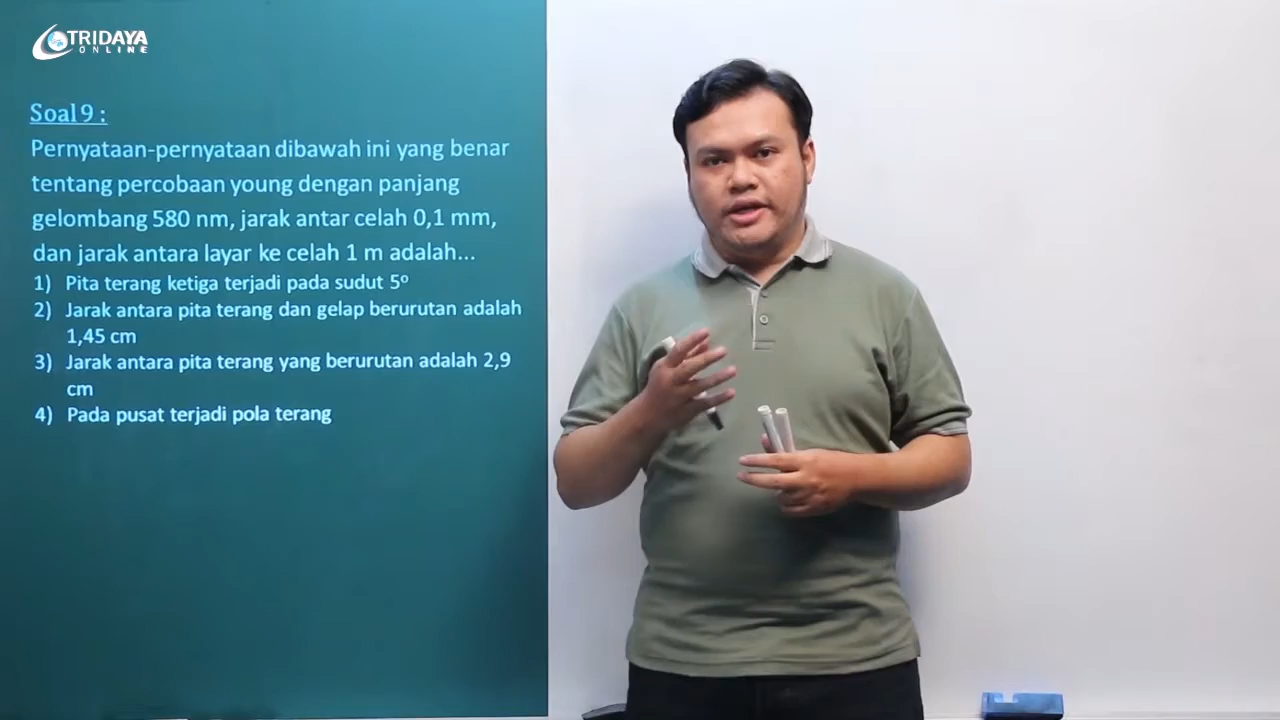 TRIDAYA
ONLINE
Soal 9 :
Pernyataan-pernyataan dibawah ini yang benar
tentang percobaan young dengan panjang
gelombang 580 nm, jarak antar celah 0,1 mm,
dan jarak antara layar ke celah 1 m adalah...
1) Pita terang ketiga terjadi pada sudut 5º
2) Jarak antara pita terang dan gelap berurutan adalah
1,45 cm
3) Jarak antara pita terang yang berurutan adalah 2,9
cm
4) Pada pusat terjadi pola terang